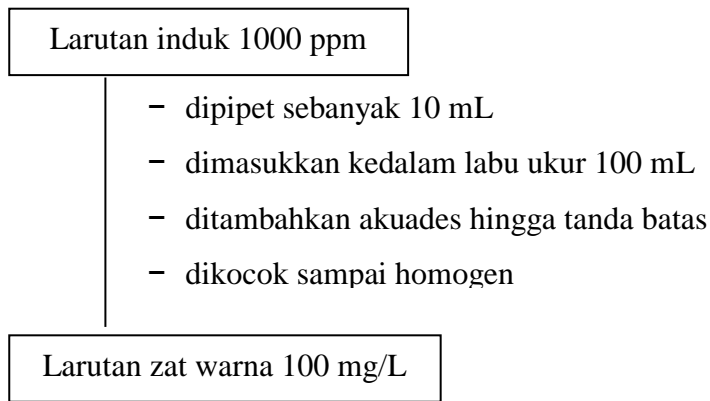 Larutan induk 1000 ppm
− dipipet sebanyak 10 mL
− dimasukkan kedalam labu ukur 100 mL
− ditambahkan akuades hingga tanda batas
− dikocok sampai homogen
Larutan zat warna 100 mg/L